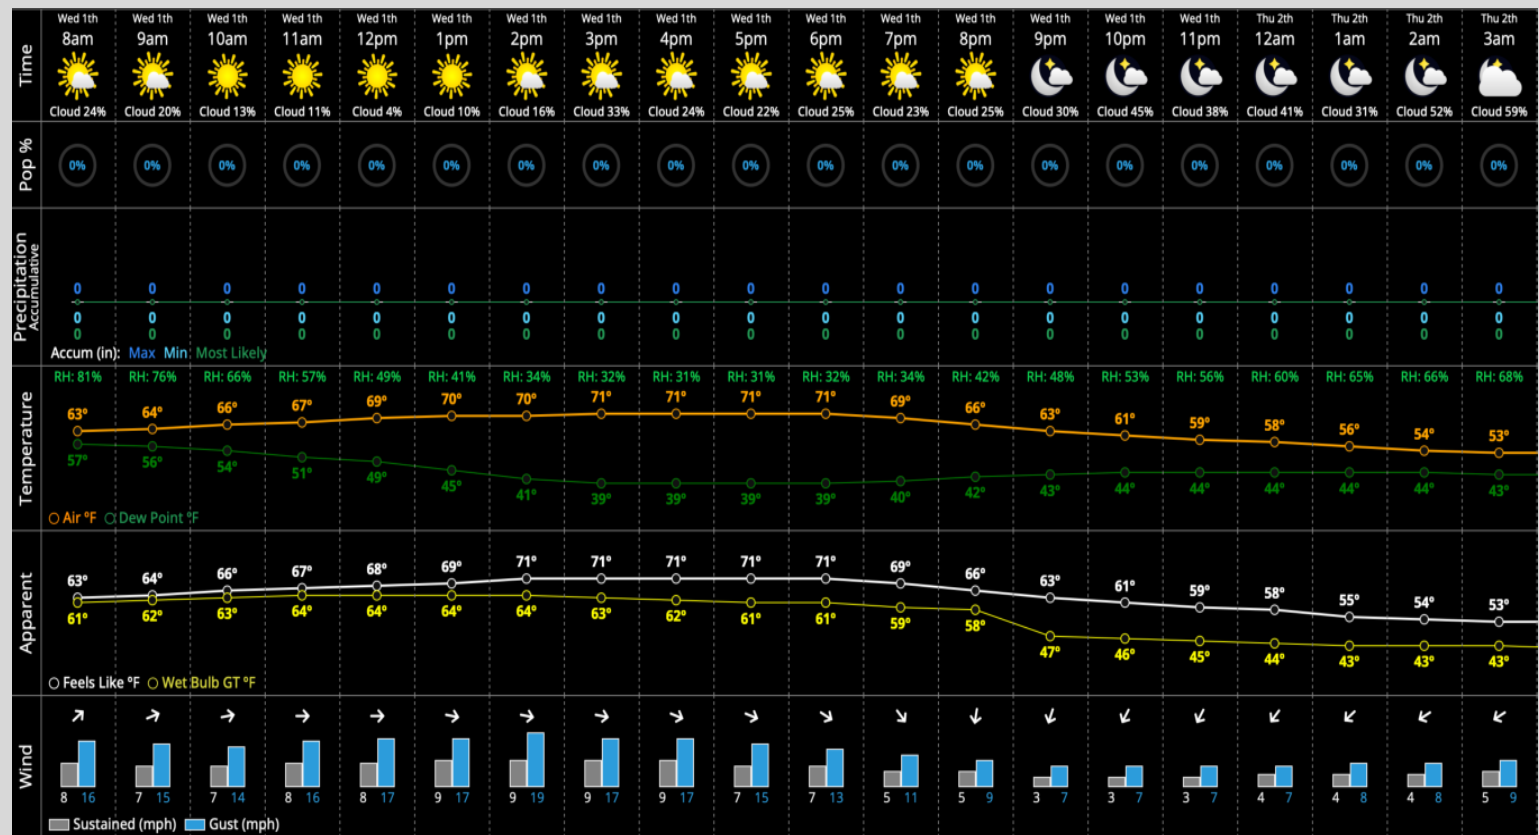 Time
Wed 1th Wed 1th Wed 1th Wed 1th Wed 1th Wed 1th Wed 1th Wed 1th Wed 1th Wed 1th Wed 1th Wed 1th Wed 1th Wed 1th Wed 1th Wed 1th Thu 2th Thu 2th Thu 2th Thu 2th
8am 9am 10am 11am 12pm 1pm 2pm 3pm 4pm 5pm 6pm 7pm 8pm 9pm 10pm 11pm 12am 1am 2am 3am
Cloud 24% Cloud 20% Cloud 13% Cloud 11% Cloud 4% Cloud 10% Cloud 16% Cloud 33% Cloud 24% Cloud 22% Cloud 25% Cloud 23% Cloud 25% Cloud 30% Cloud 45% Cloud 38% Cloud 41% Cloud 31% Cloud 52% Cloud 59%
Pop %
0% 0% 0% 0% 0% 0% 0% 0% 0% 0% 0% 0% 0% 0% 0% 0% 0% 0% 0% 0%
Precipitation
Accumulative
0 0 0 0 0 0 0 0 0 0 0 0 0 0 0 0 0 0 0 0
0 0 0 0 0 0 0 0 0 0 0 0 0 0 0 0 0 0 0 0
0 0 0 0 0 0 0 0 0 0 0 0 0 0 0 0 0 0 0 0
Accum (in): Max Min Most Likely
Temperature
RH: 81% RH: 76% RH: 66% RH: 57% RH: 49% RH: 41% RH: 34% RH: 32% RH: 31% RH: 31% RH: 32% RH: 34% RH: 42% RH: 48% RH: 53% RH: 56% RH: 60% RH: 65% RH: 66% RH: 68%
63° 64° 66° 67° 69° 70° 70° 71° 71° 71° 71° 69° 66° 63° 61° 59° 58° 56° 54° 53°
57° 56° 54° 51° 49° 45° 41° 39° 39° 39° 39° 40° 42° 43° 44° 44° 44° 44° 44° 43°
Air °F Dew Point °F
Apparent
63° 64° 66° 67° 68° 69° 71° 71° 71° 71° 71° 69° 66° 63° 61° 59° 58° 55° 54° 53°
61° 62° 63° 64° 64° 64° 64° 63° 62° 61° 61° 59° 58° 47° 46° 45° 44° 43° 43° 43°
Feels Like °F Wet Bulb GT °F
Wind
8 16 7 15 7 14 8 16 8 17 9 17 9 19 9 17 9 17 7 15 7 13 5 11 5 9 3 7 3 7 3 7 4 7 4 8 4 8 5 9
Sustained (mph) Gust (mph)